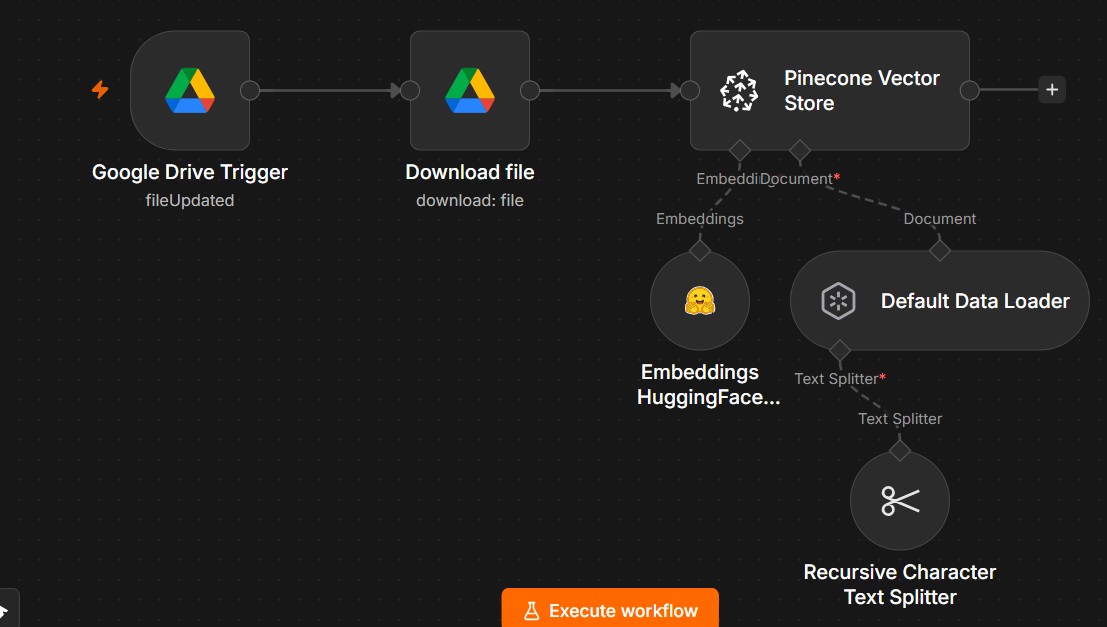 Pinecone Vector
Store
Google Drive Trigger
fileUpdated
Download file
download: file
Document*
Embeddings
Document
Default Data Loader
Embeddings
HuggingFace...
Text Splitter*
Text Splitter
Recursive Character
Text Splitter
Execute workflow